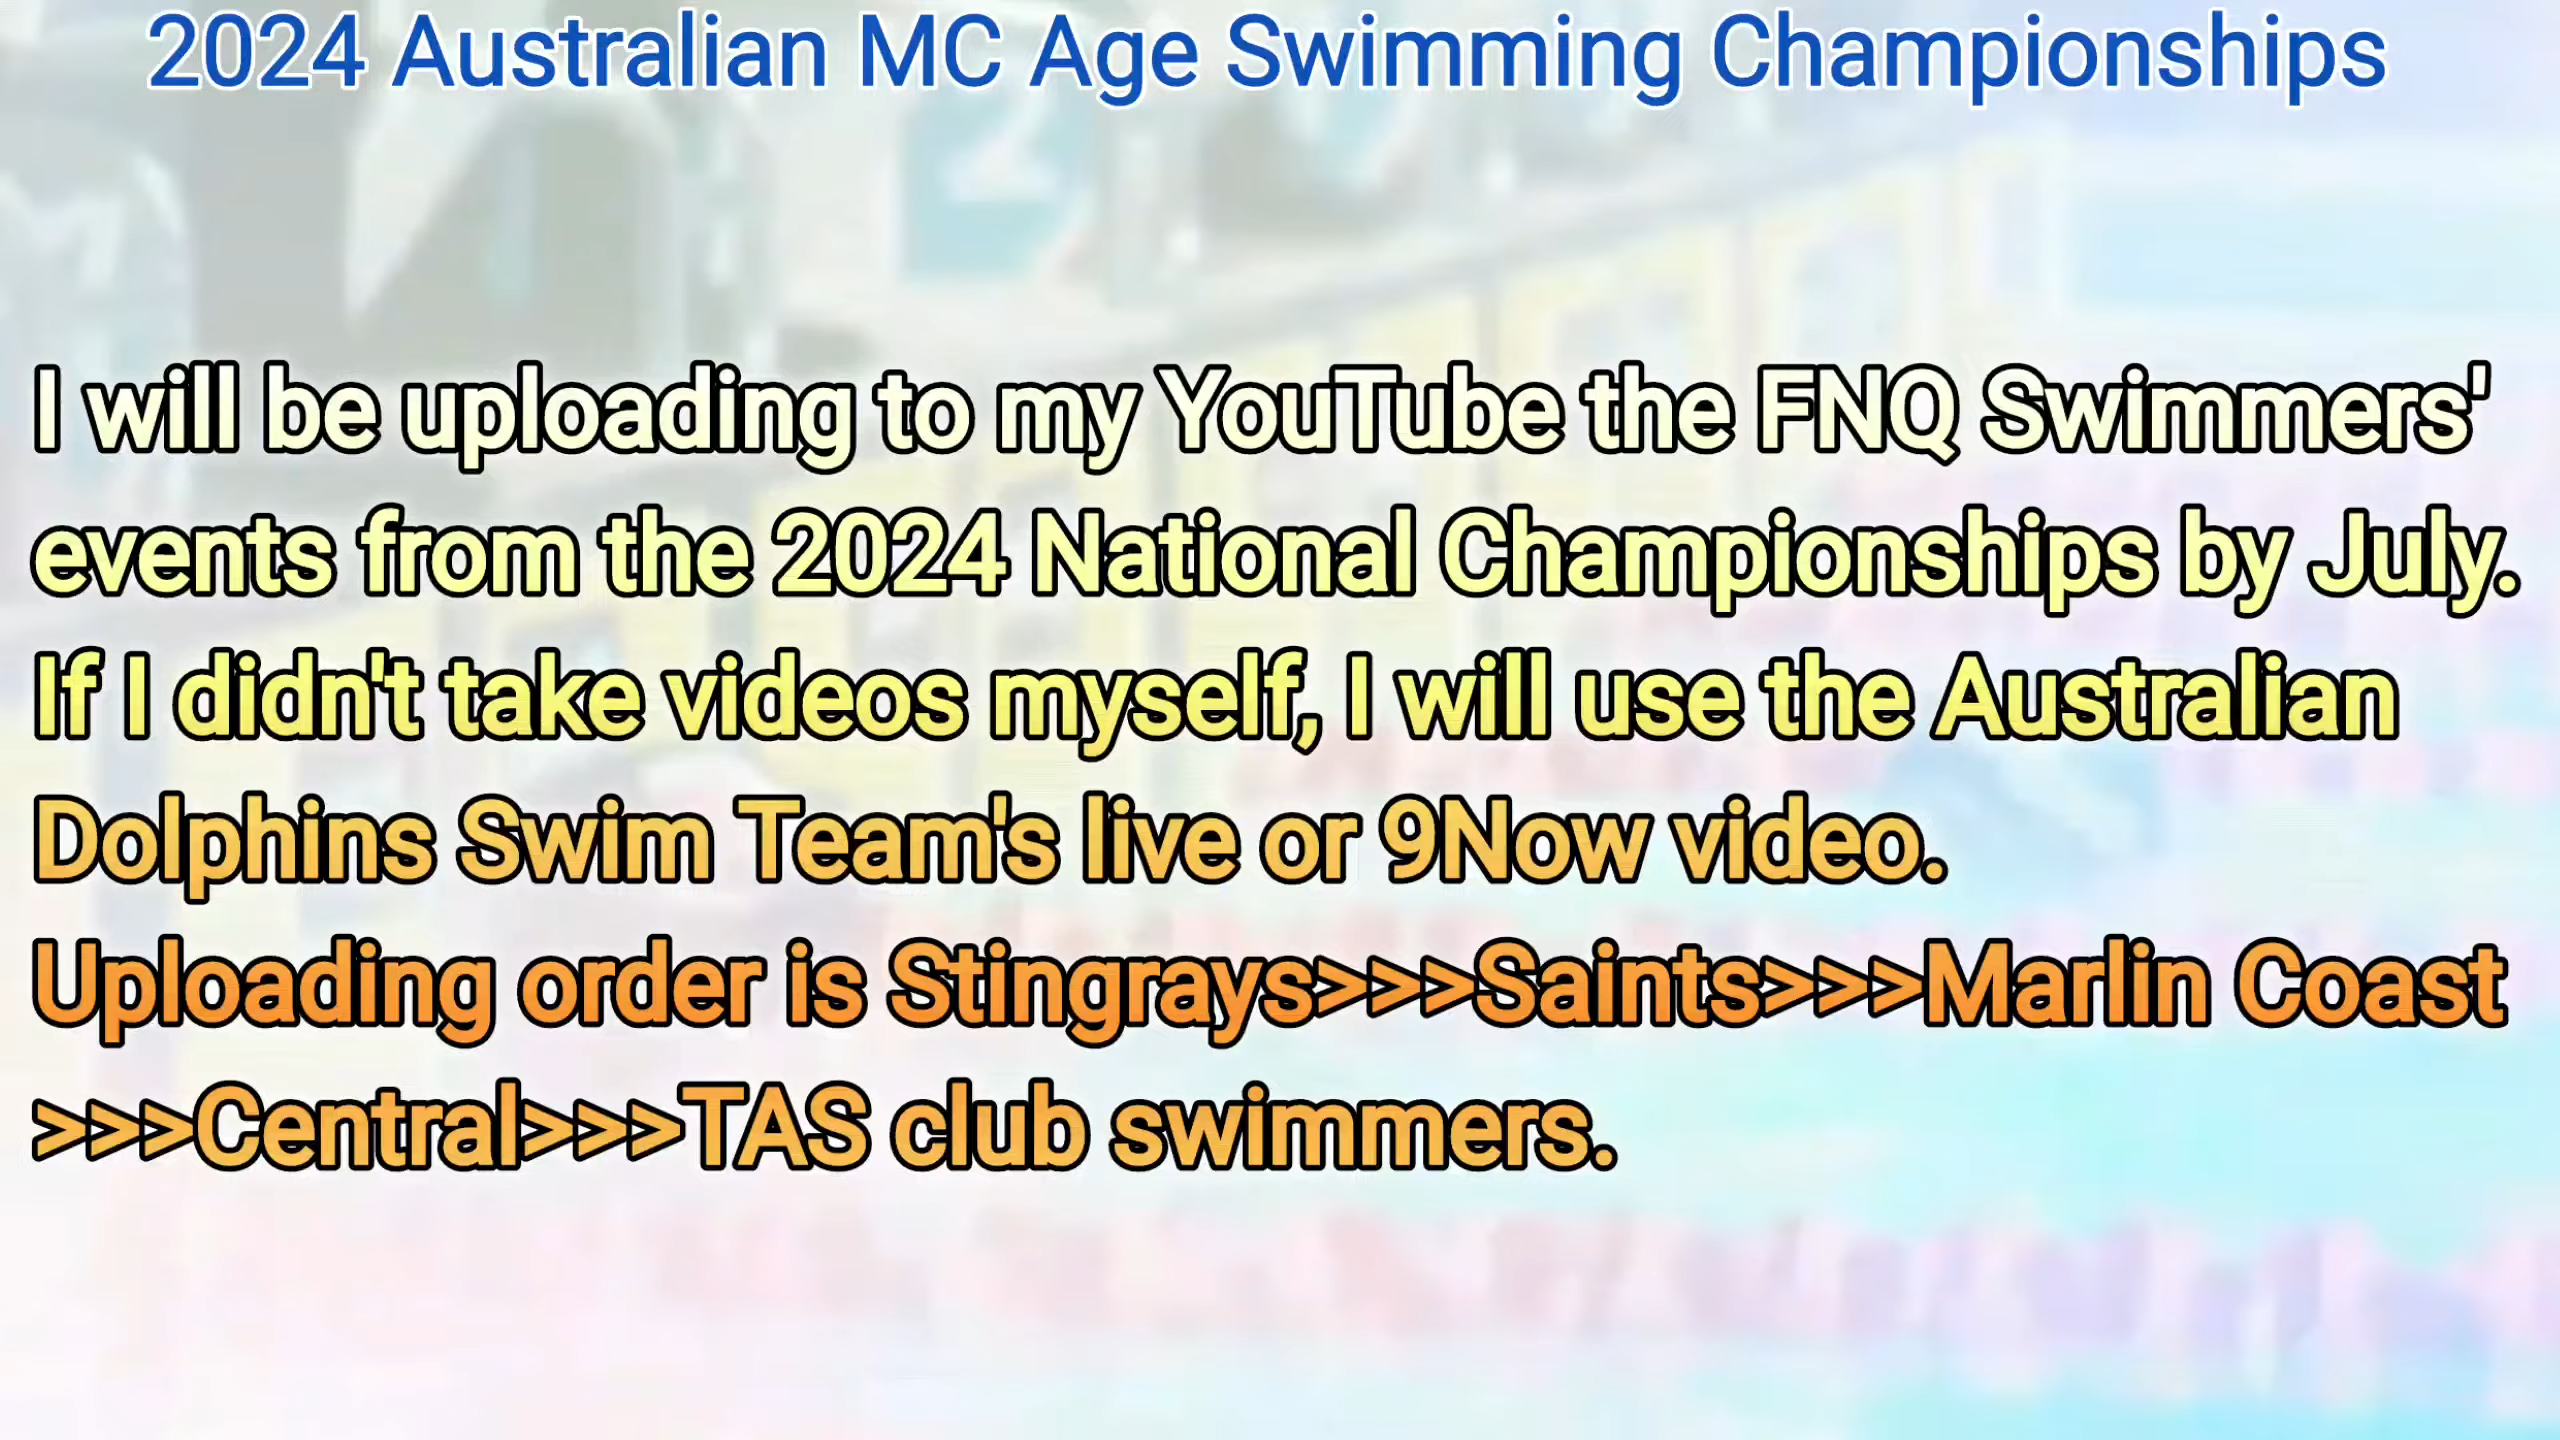 2024 Australian MC Age Swimming Championships
I will be uploading to my YouTube the FNQ Swimmers'
events from the 2024 National Championships by July.
If I didn't take videos myself, I will use the Australian
Dolphins Swim Team's live or 9Now video.
Uploading order is Stingrays>>>Saints>>>Marlin Coast
>>>Central>>>TAS club swimmers.